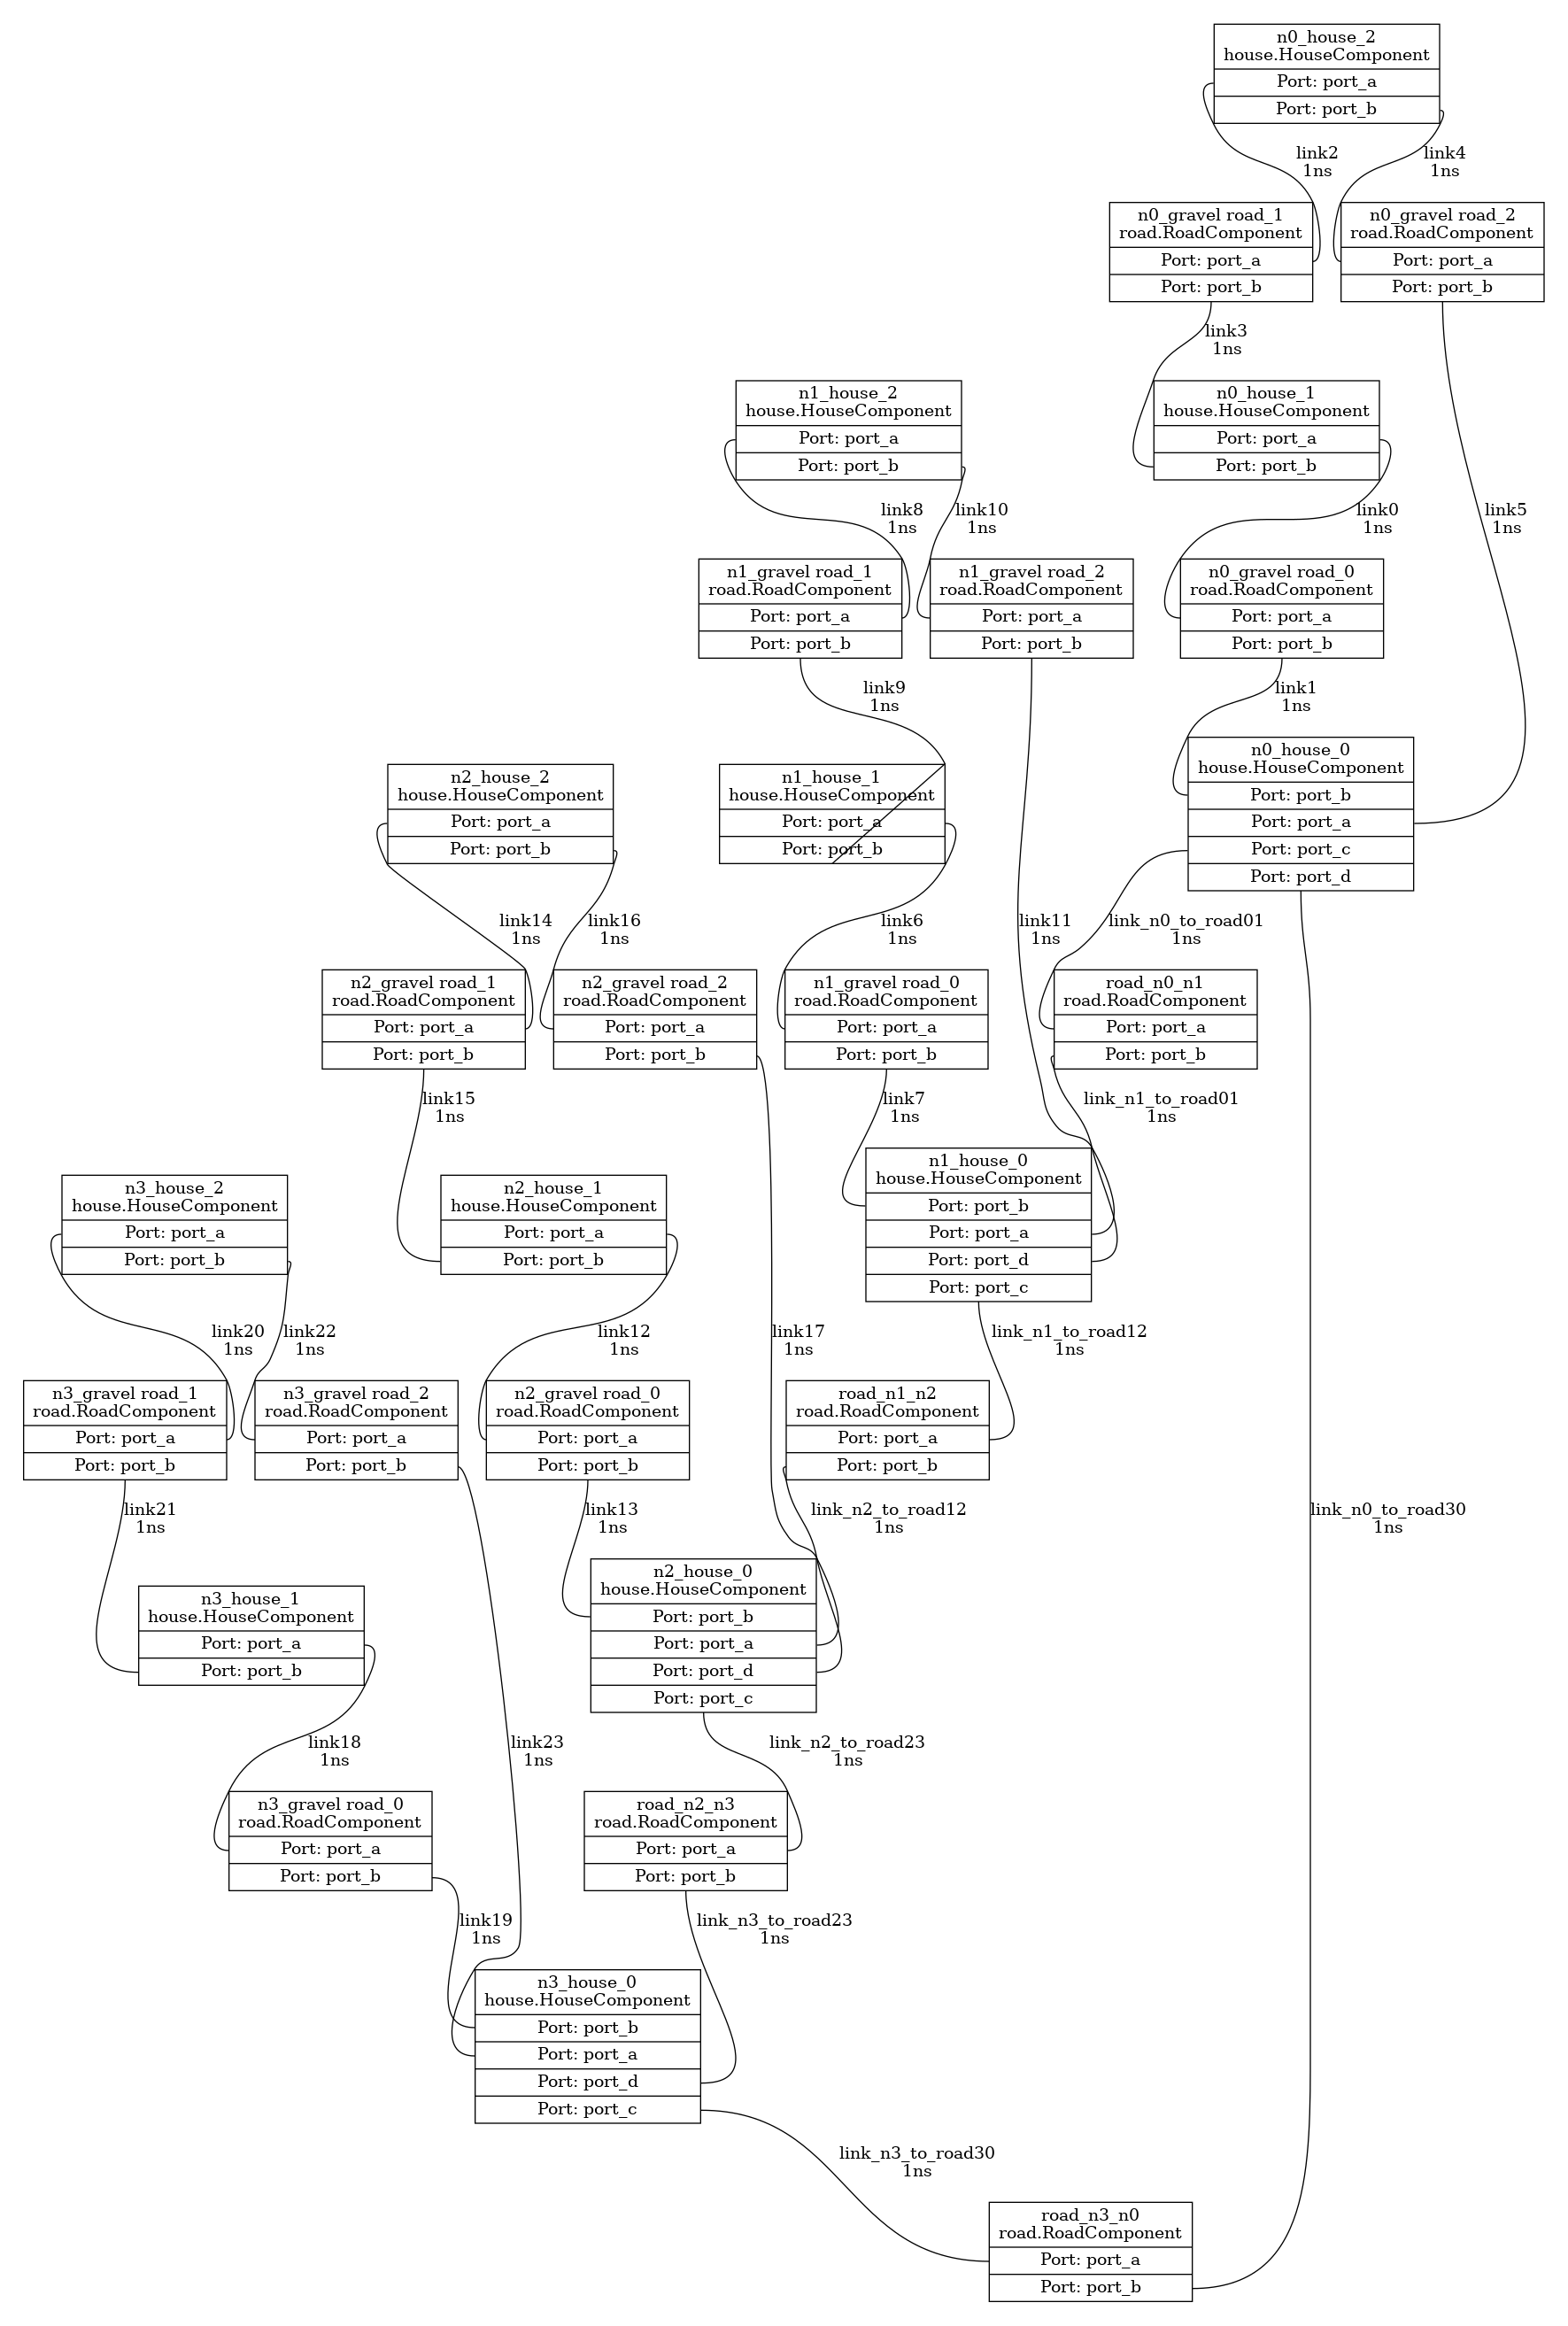 n0_house_2
house.HouseComponent
Port: port_a
Port: port_b
link2
1ns
link4
1ns
n0_gravel road_1
road.RoadComponent
Port: port_a
Port: port_b
n0_gravel road_2
road.RoadComponent
Port: port_a
Port: port_b
link3
1ns
n1_house_2
house.HouseComponent
Port: port_a
Port: port_b
n0_house_1
house.HouseComponent
Port: port_a
Port: port_b
link8
1ns
link10
1ns
link0
1ns
link5
1ns
n1_gravel road_1
road.RoadComponent
Port: port_a
Port: port_b
n1_gravel road_2
road.RoadComponent
Port: port_a
Port: port_b
n0_gravel road_0
road.RoadComponent
Port: port_a
Port: port_b
link9
1ns
link1
1ns
n2_house_2
house.HouseComponent
Port: port_a
Port: port_b
n1_house_1
house.HouseComponent
Port: port_a
Port: port_b
n0_house_0
house.HouseComponent
Port: port_b
Port: port_a
Port: port_c
Port: port_d
link14
1ns
link16
1ns
link6
1ns
link11
1ns
link_n0_to_road01
1ns
n2_gravel road_1
road.RoadComponent
Port: port_a
Port: port_b
n2_gravel road_2
road.RoadComponent
Port: port_a
Port: port_b
n1_gravel road_0
road.RoadComponent
Port: port_a
Port: port_b
road_n0_n1
road.RoadComponent
Port: port_a
Port: port_b
link15
1ns
link7
1ns
link_n1_to_road01
1ns
n3_house_2
house.HouseComponent
Port: port_a
Port: port_b
n2_house_1
house.HouseComponent
Port: port_a
Port: port_b
n1_house_0
house.HouseComponent
Port: port_b
Port: port_a
Port: port_d
Port: port_c
link20
1ns
link22
1ns
link12
1ns
link17
1ns
link_n1_to_road12
1ns
n3_gravel road_1
road.RoadComponent
Port: port_a
Port: port_b
n3_gravel road_2
road.RoadComponent
Port: port_a
Port: port_b
n2_gravel road_0
road.RoadComponent
Port: port_a
Port: port_b
road_n1_n2
road.RoadComponent
Port: port_a
Port: port_b
link21
1ns
link13
1ns
link_n2_to_road12
1ns
link_n0_to_road30
1ns
n3_house_1
house.HouseComponent
Port: port_a
Port: port_b
n2_house_0
house.HouseComponent
Port: port_b
Port: port_a
Port: port_d
Port: port_c
link18
1ns
link23
1ns
link_n2_to_road23
1ns
n3_gravel road_0
road.RoadComponent
Port: port_a
Port: port_b
road_n2_n3
road.RoadComponent
Port: port_a
Port: port_b
link19
1ns
link_n3_to_road23
1ns
n3_house_0
house.HouseComponent
Port: port_b
Port: port_a
Port: port_d
Port: port_c
link_n3_to_road30
1ns
road_n3_n0
road.RoadComponent
Port: port_a
Port: port_b